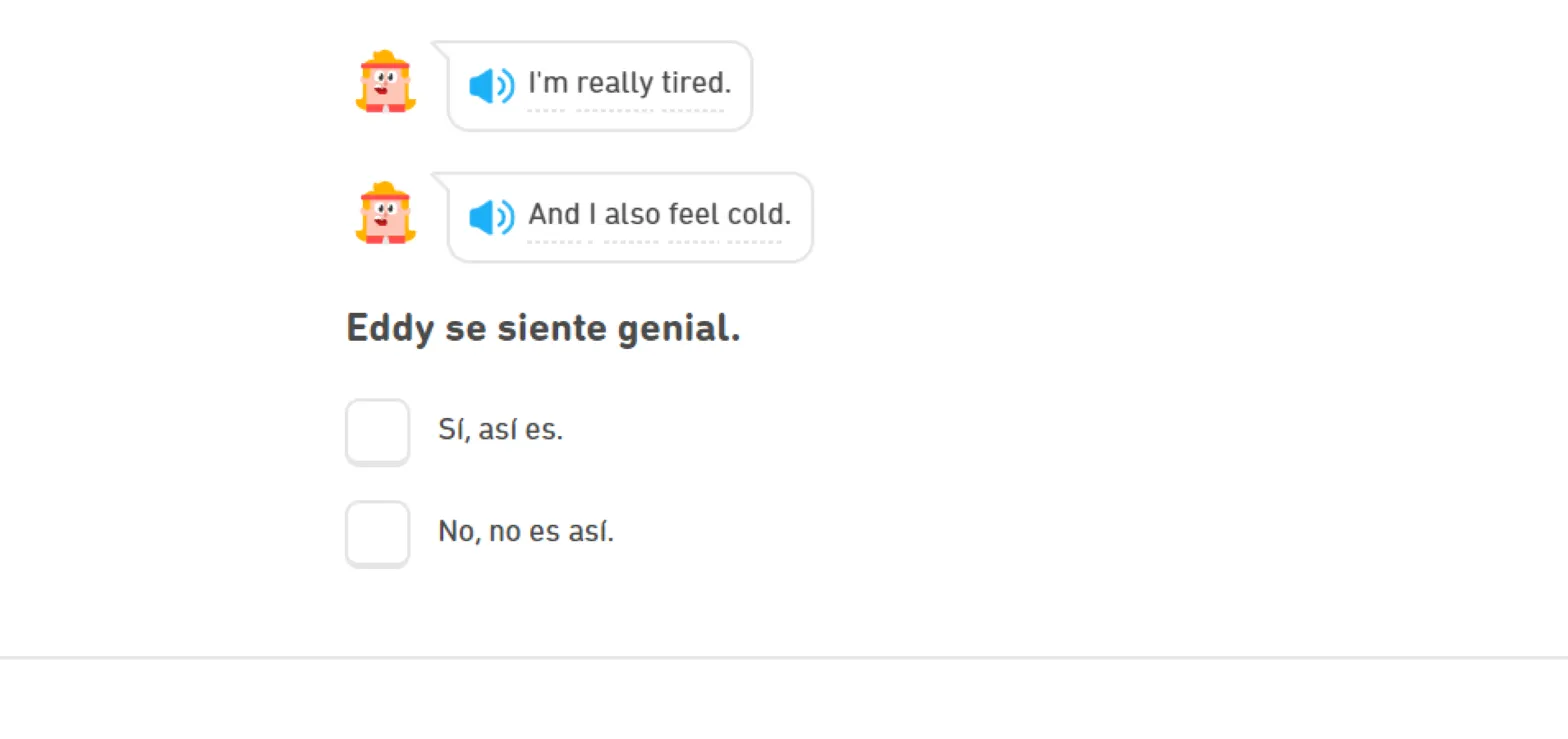 I'm really tired.
And I also feel cold.
Eddy se siente genial.
Sí, así es.
No, no es así.